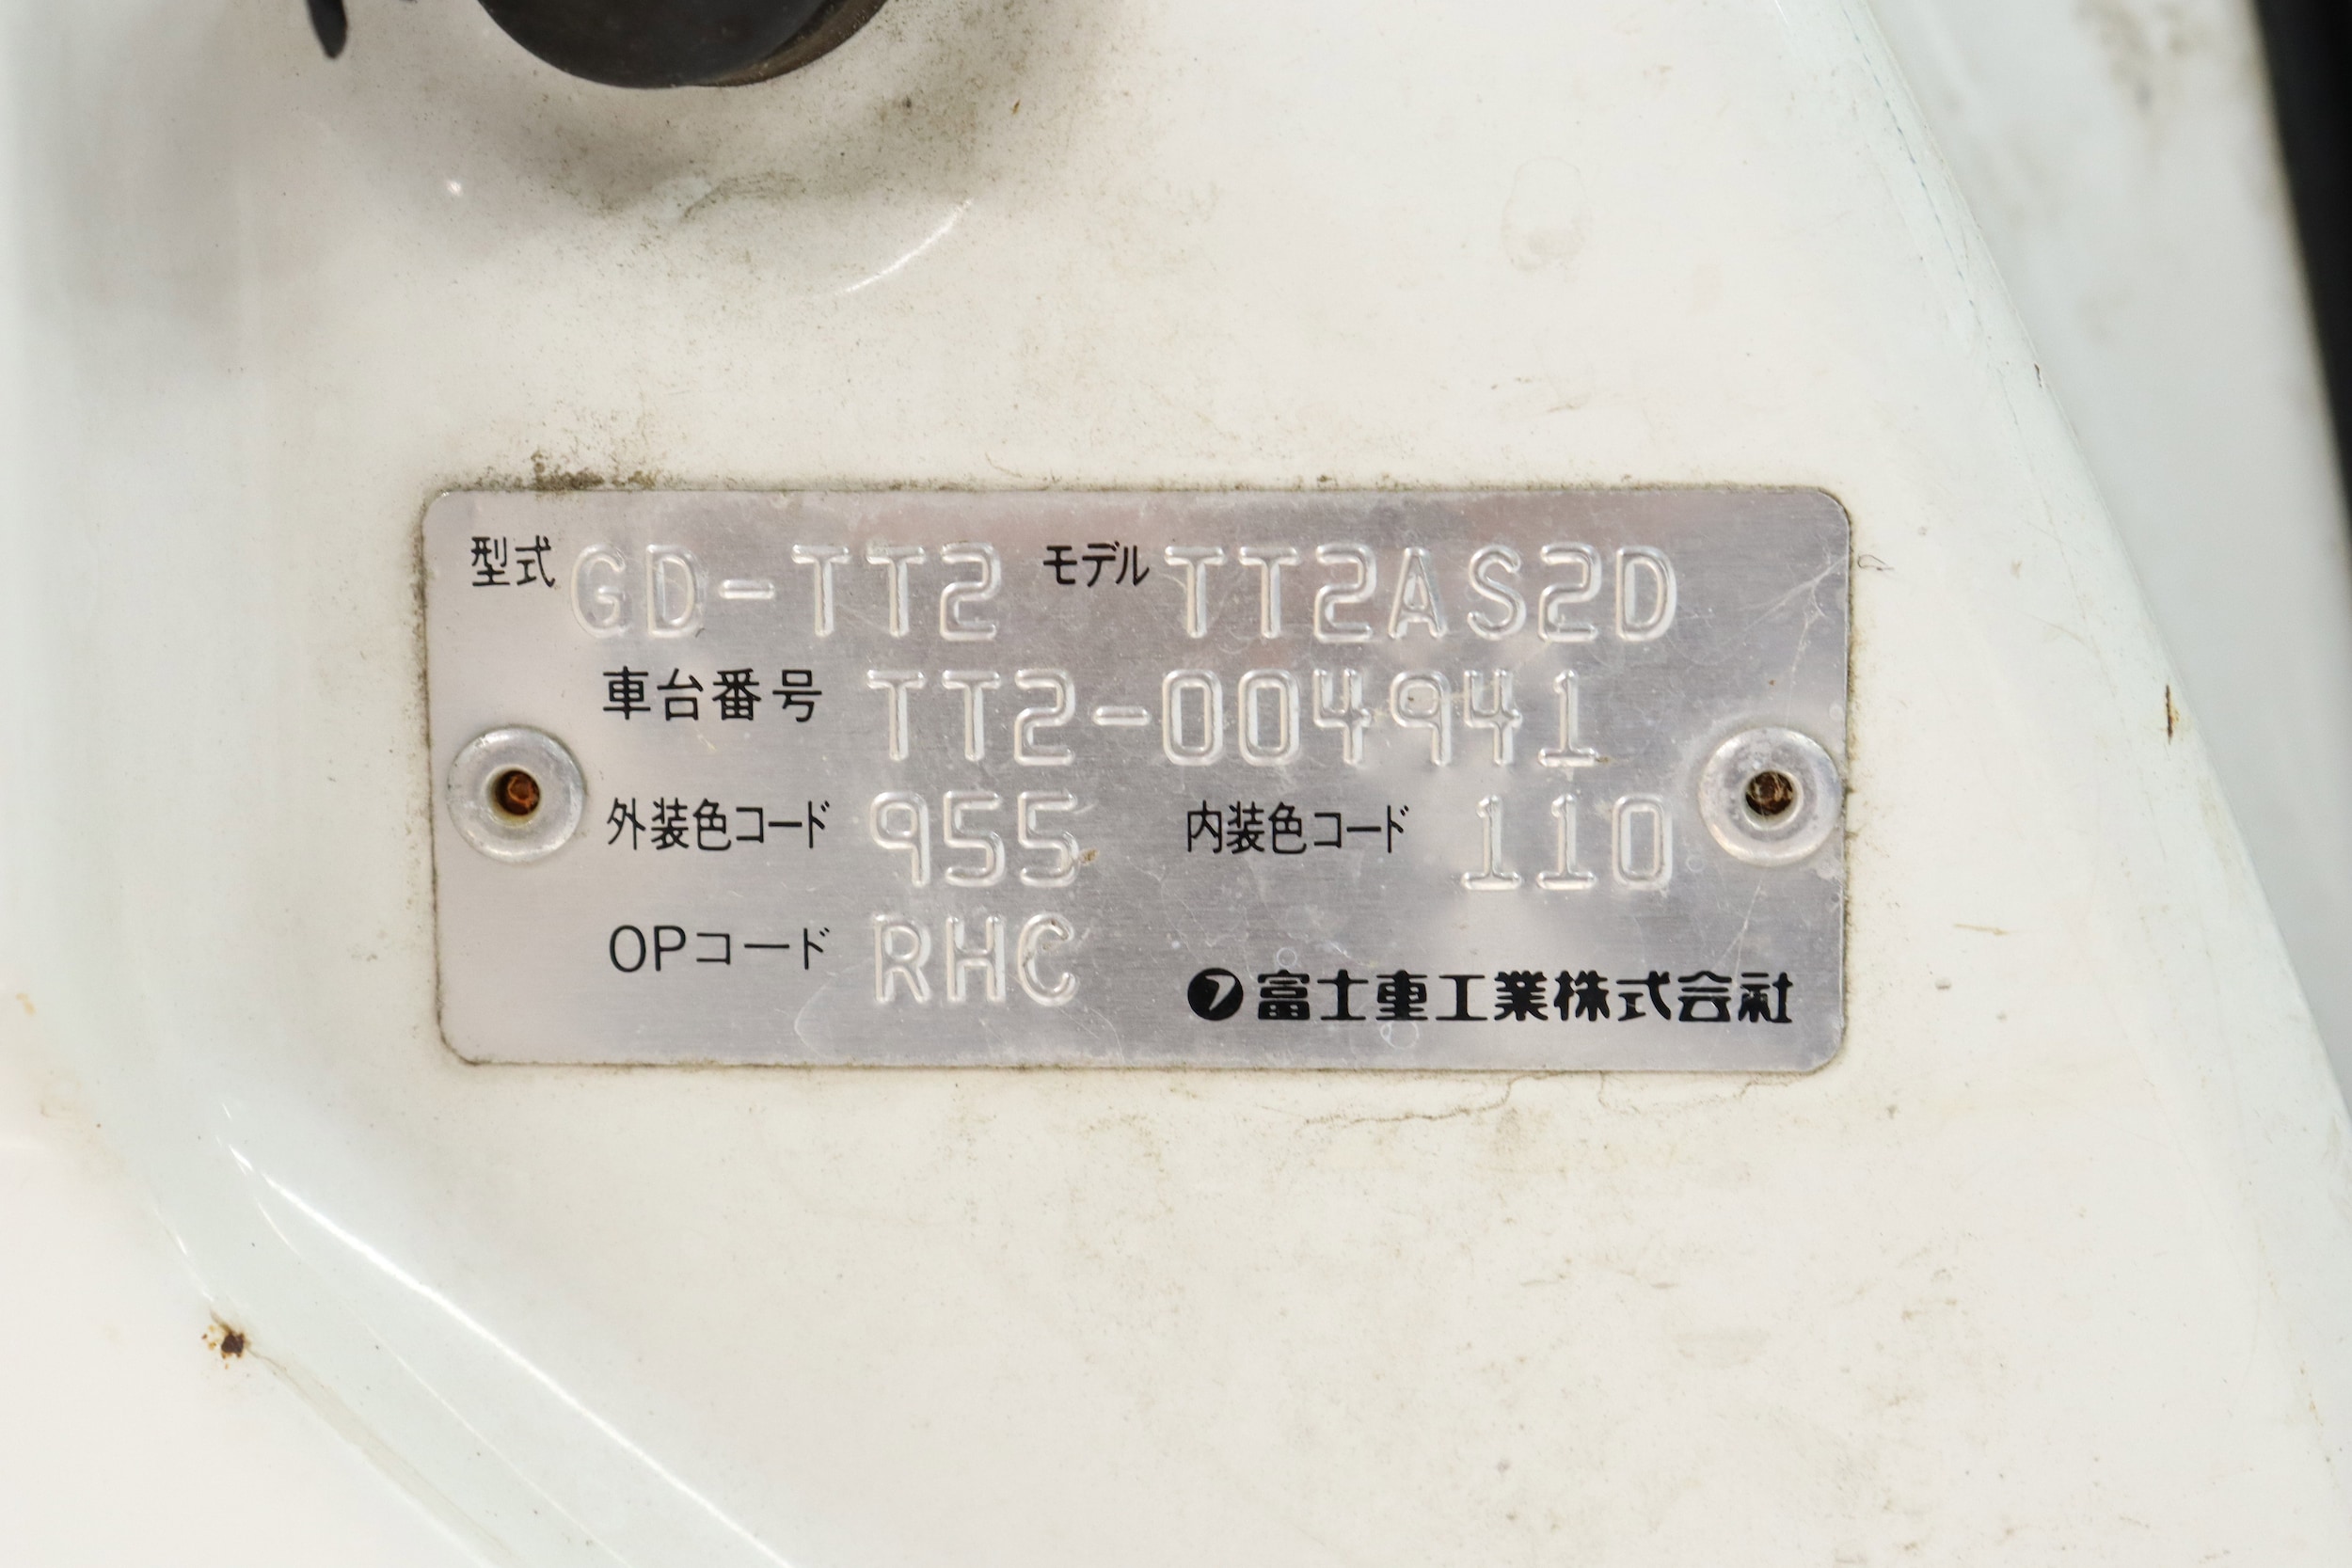 型式 GD-TT2 モデル TT2AS2D
車台番号 TT2-004941
外装色コード 955 内装色コード 110
OPコード RHC
富士重工業株式会社